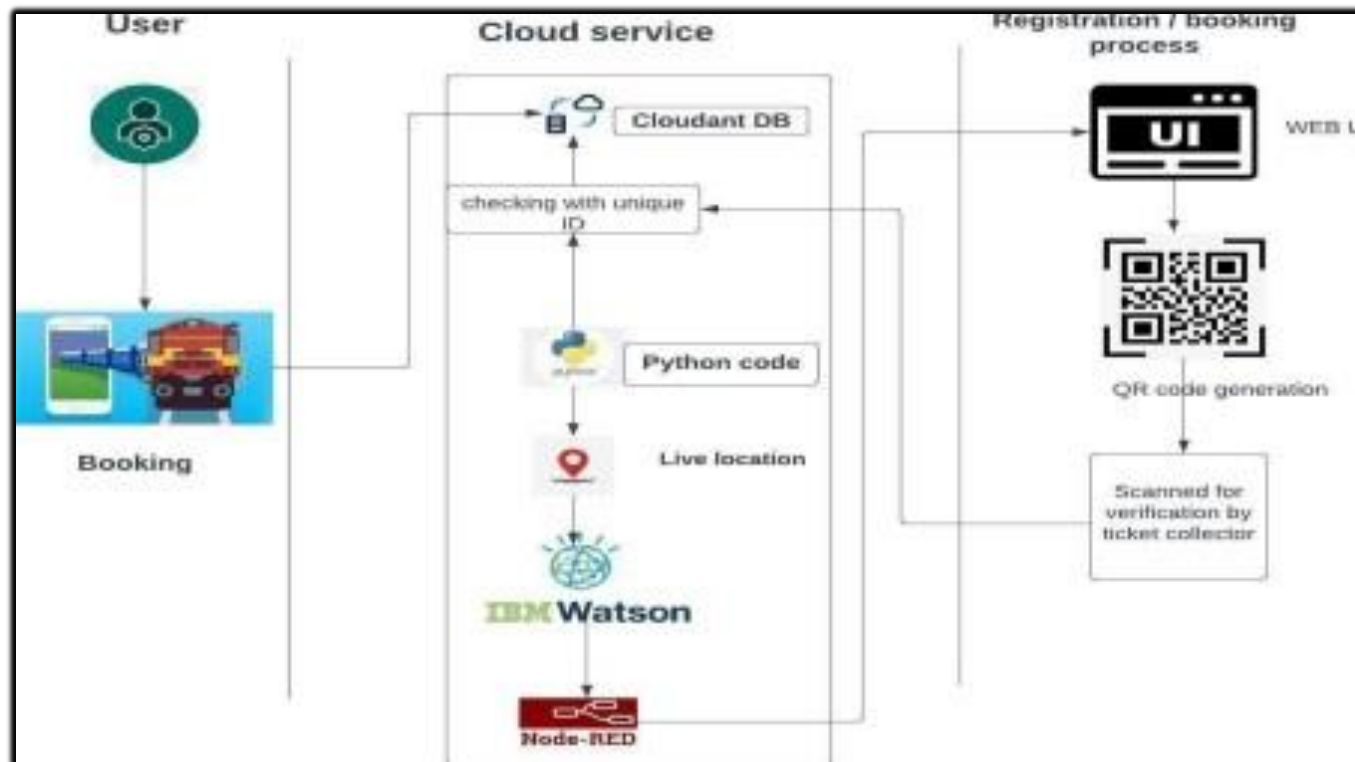 User
Cloud service
Registration / booking
process
Cloudant DB
UI
WEB U
checking with unique
ID
Python code
QR code generation
Booking
Live location
Scanned for
verification by
ticket collector
IBM Watson
Node-RED